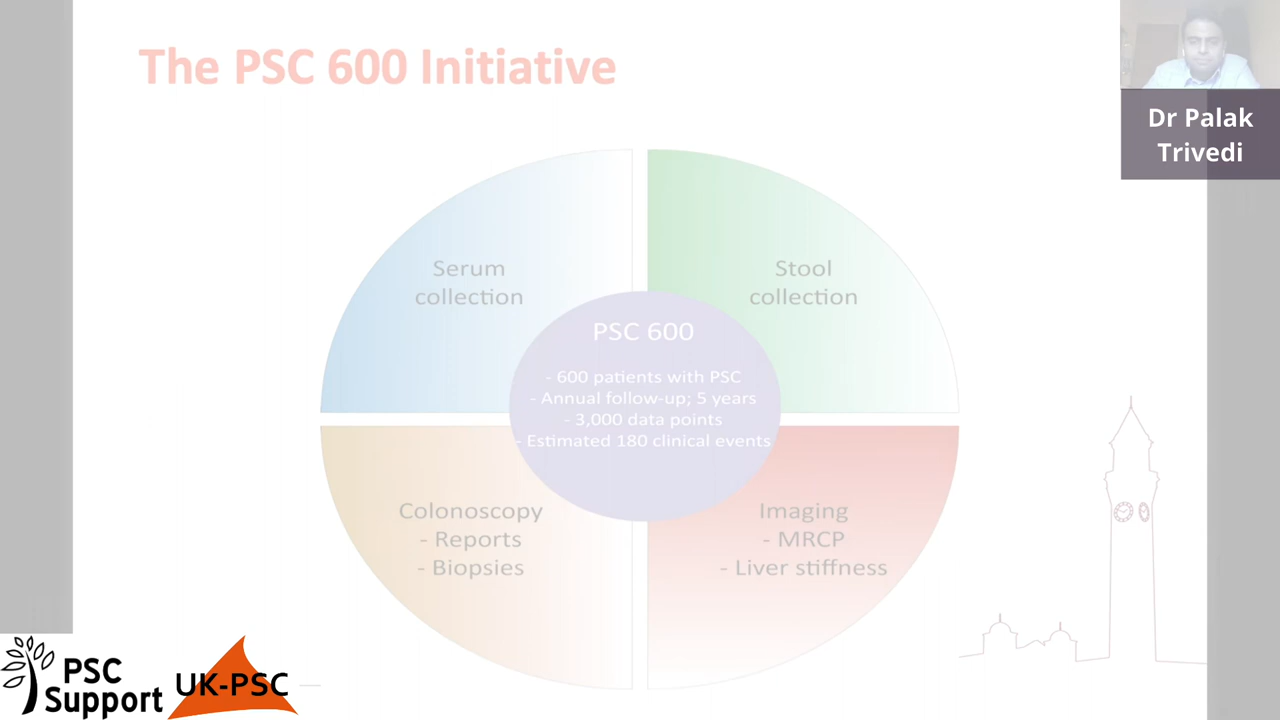 The PSC 600 Initiative
Dr Palak
Trivedi
Serum
collection
Stool
collection
PSC 600
- 600 patients with PSC
- Annual follow-up; 5 years
- 3,000 data points
- Estimated 180 clinical events
Colonoscopy
- Reports
- Biopsies
Imaging
- MRCP
- Liver stiffness
PSC
Support
UK-PSC